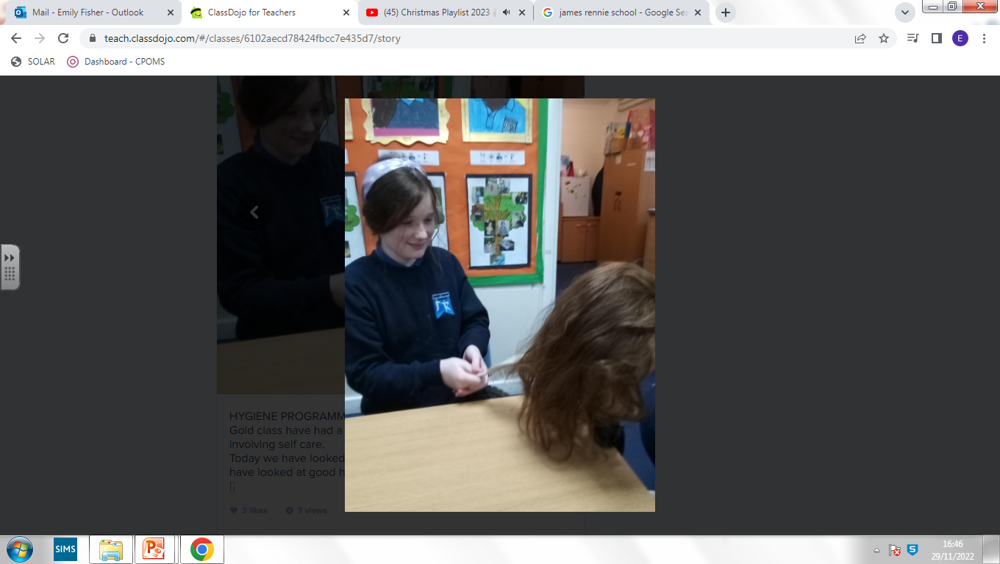 Mail - Emily Fisher - Outlook
ClassDojo for Teachers
(45) Christmas Playlist 2023
james rennie school - Google Sea
teach.classdojo.com/#/classes/6102aecd78424fbcc7e435d7/story
E
SOLAR
Dashboard - CPOMS
HYGIENE PROGRAMM
Gold class have had a
involving self care.
Today we have looked
have looked at good h
3 likes
7 views
SIMS
16:46
29/11/2022